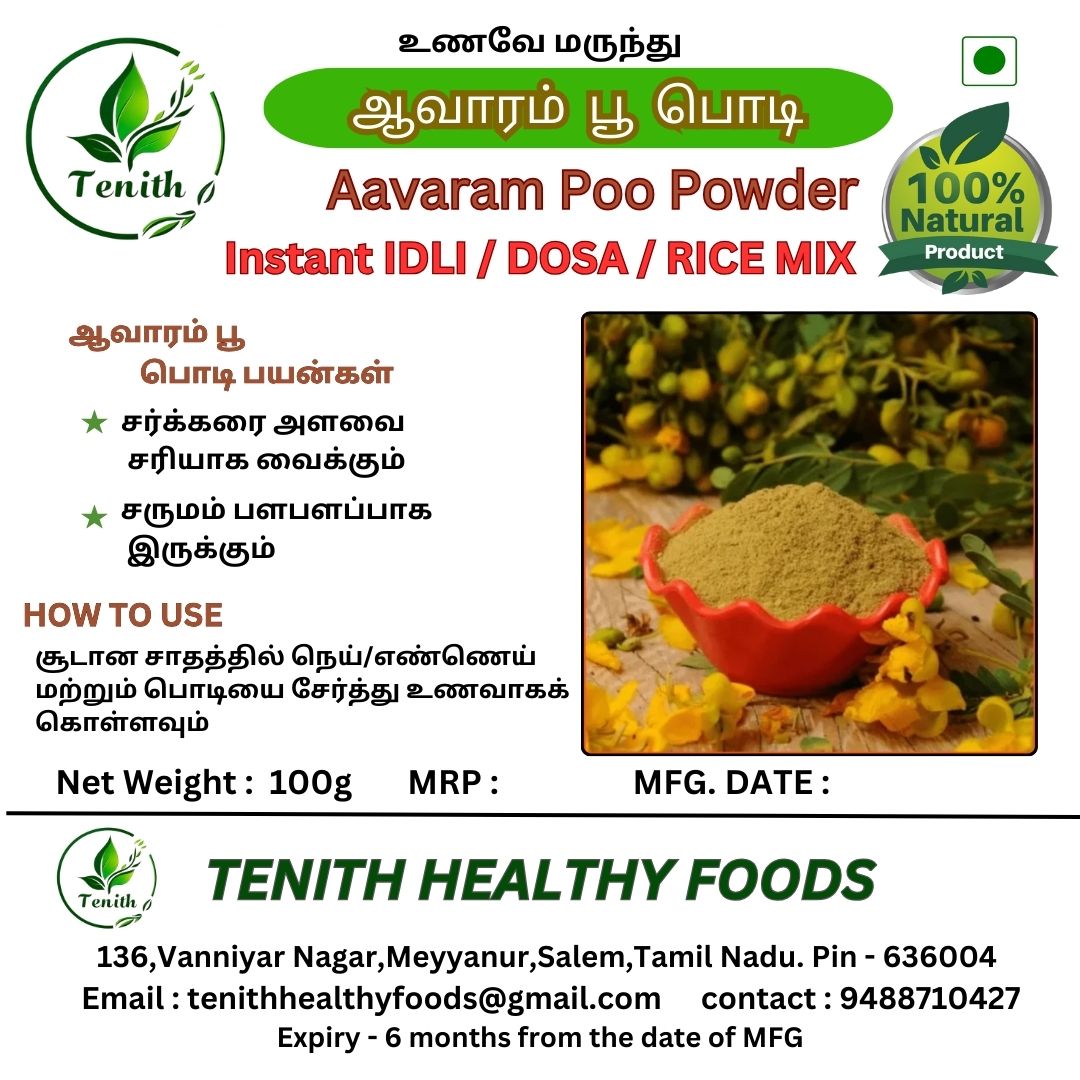 உணவே மருந்து
Tenith
ஆவாரம் பூ பொடி
Aavaram Poo Powder
Instant IDLI / DOSA / RICE MIX
100%
Natural
Product
ஆவாரம் பூ
பொடி பயன்கள்
சர்க்கரை அளவை
சரியாக வைக்கும்
சருமம் பளபளப்பாக
இருக்கும்
HOW TO USE
சூடான சாதத்தில் நெய்/எண்ணெய்
மற்றும் பொடியை சேர்த்து உணவாகக்
கொள்ளவும்
Net Weight : 100g MRP : MFG. DATE :
Tenith
TENITH HEALTHY FOODS
136,Vanniyar Nagar,Meyyanur,Salem,Tamil Nadu. Pin - 636004
Email : tenithhealthyfoods@gmail.com contact : 9488710427
Expiry - 6 months from the date of MFG